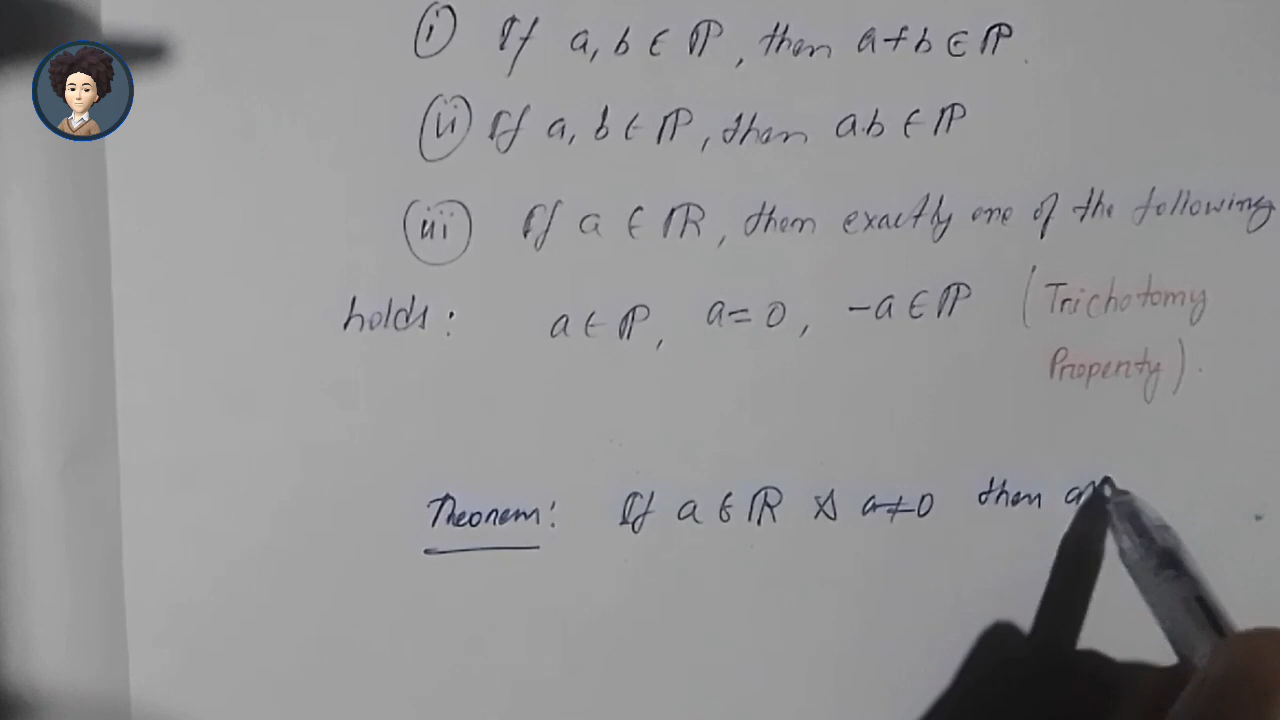 (i) If a, b ∈ ℙ, then a+b ∈ ℙ.
(ii) If a, b ∈ ℙ, then a.b ∈ ℙ
(iii) If a ∈ ℝ, then exactly one of the following
holds: a ∈ ℙ, a = 0, -a ∈ ℙ (Trichotomy
Property).
Theorem: If a ∈ ℝ & a ≠ 0 then